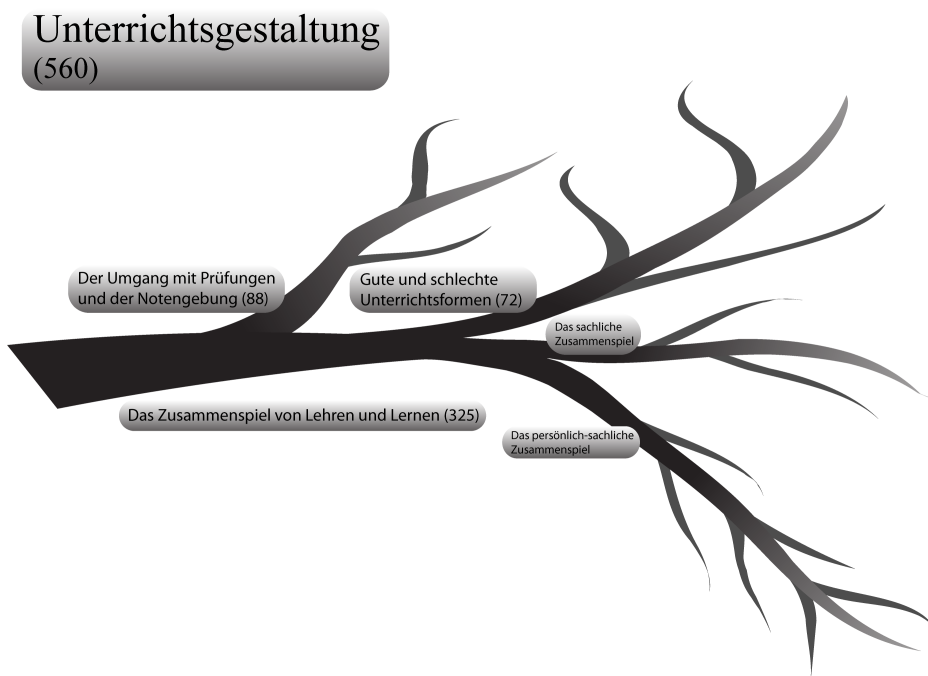 Unterrichtsgestaltung
(560)
Der Umgang mit Prüfungen
und der Notengebung (88)
Gute und schlechte
Unterrichtsformen (72)
Das sachliche
Zusammenspiel
Das Zusammenspiel von Lehren und Lernen (325)
Das persönlich-sachliche
Zusammenspiel